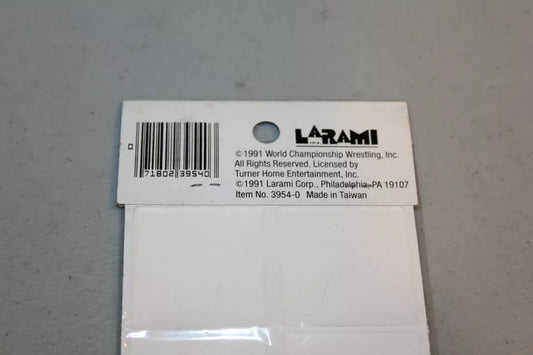 LARAMI
©1991 World Championship Wrestling, Inc.
All Rights Reserved. Licensed by
Turner Home Entertainment, Inc.
©1991 Larami Corp., Philadelphia, PA 19107
Item No. 3954-0 Made in Taiwan
0
71802 39540